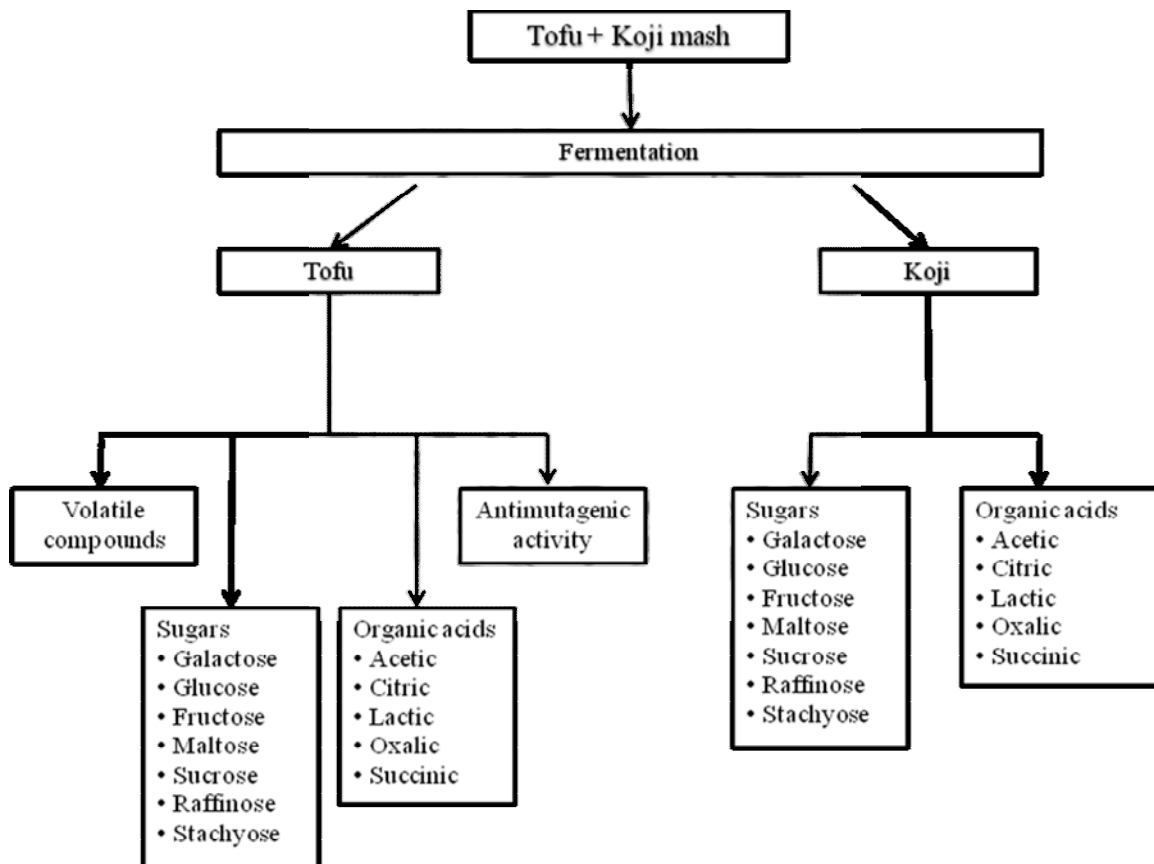 Tofu + Koji mash
Fermentation
Tofu
Koji
Volatile
compounds
Sugars
• Galactose
• Glucose
• Fructose
• Maltose
• Sucrose
• Raffinose
• Stachyose
Organic acids
• Acetic
• Citric
• Lactic
• Oxalic
• Succinic
Antimutagenic
activity
Sugars
• Galactose
• Glucose
• Fructose
• Maltose
• Sucrose
• Raffinose
• Stachyose
Organic acids
• Acetic
• Citric
• Lactic
• Oxalic
• Succinic